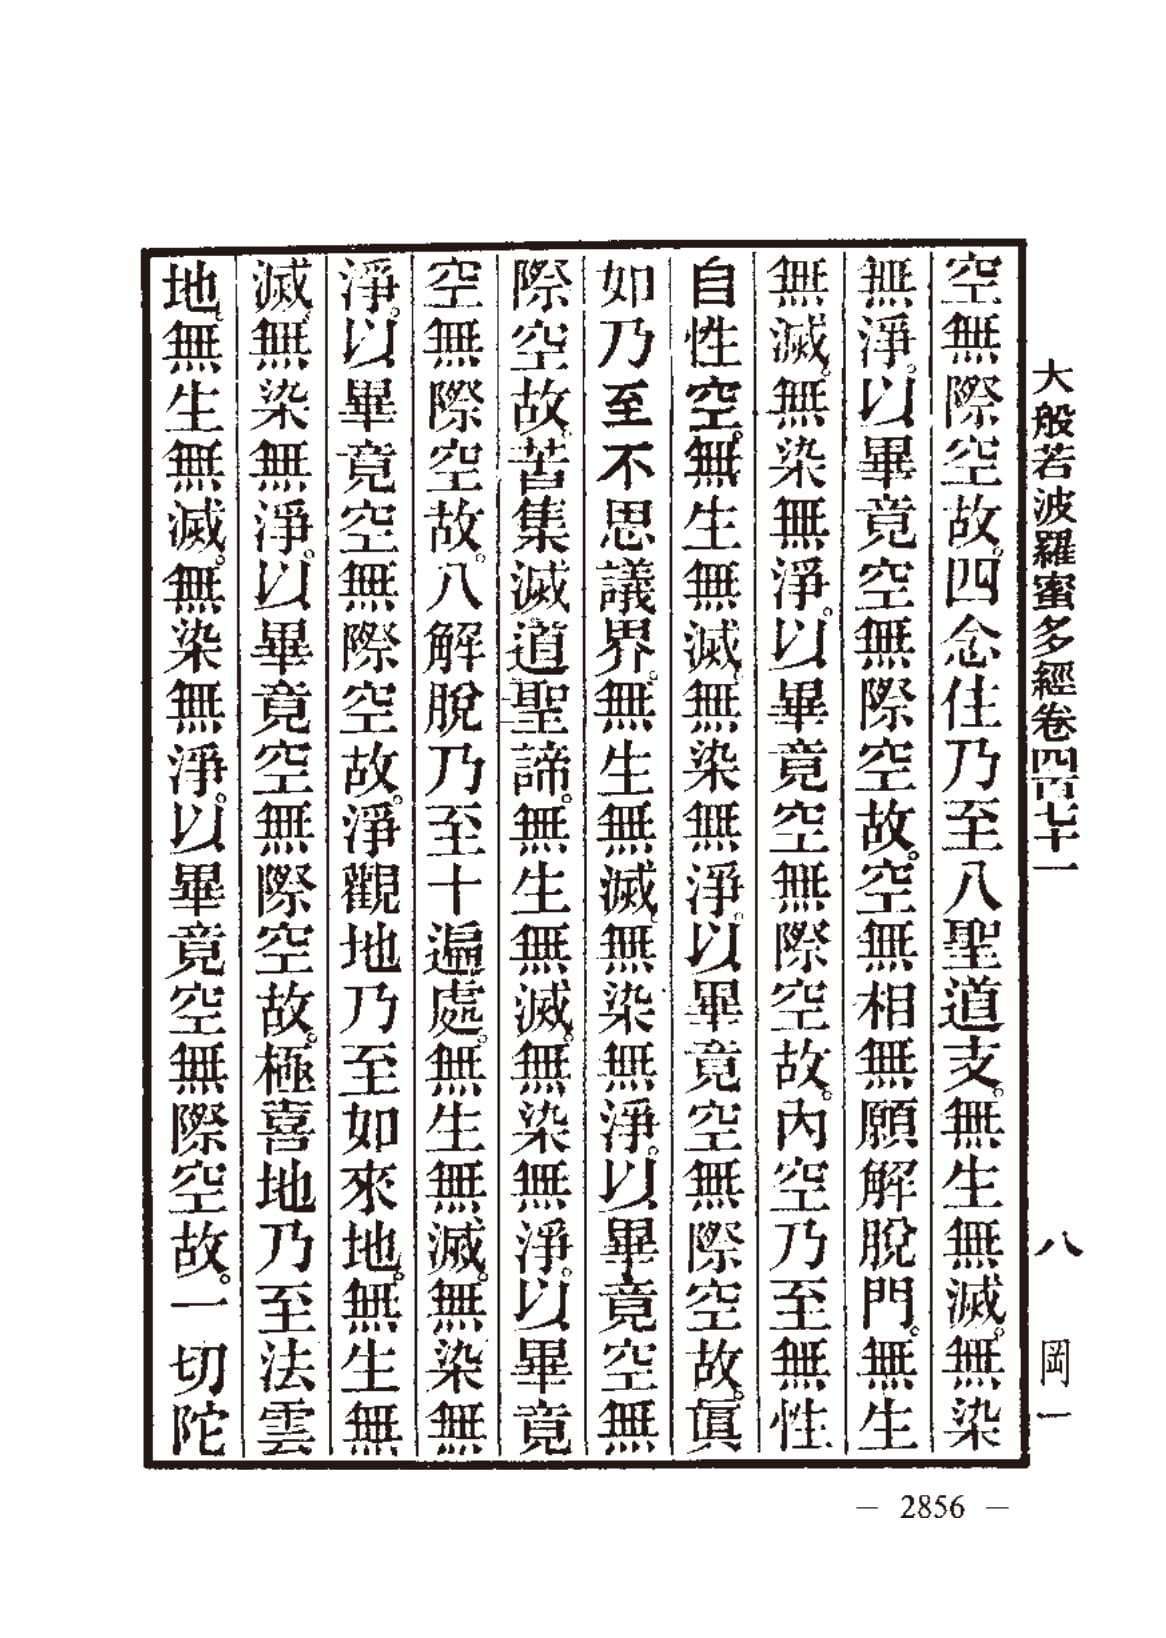 大般若波羅蜜多經卷四百七十一 八 岡一
空無際空故。四念住乃至八聖道支。無生無滅。無染
無淨。以畢竟空無際空故。空無相無願解脫門。無生
無滅。無染無淨。以畢竟空無際空故。內空乃至無性
自性空。無生無滅。無染無淨。以畢竟空無際空故。眞
如乃至不思議界。無生無滅。無染無淨。以畢竟空無
際空故。苦集滅道聖諦。無生無滅。無染無淨。以畢竟
空無際空故。八解脫乃至十遍處。無生無滅。無染無
淨。以畢竟空無際空故。淨觀地乃至如來地。無生無
滅。無染無淨。以畢竟空無際空故。極喜地乃至法雲
地。無生無滅。無染無淨。以畢竟空無際空故。一切陀
— 2856 —